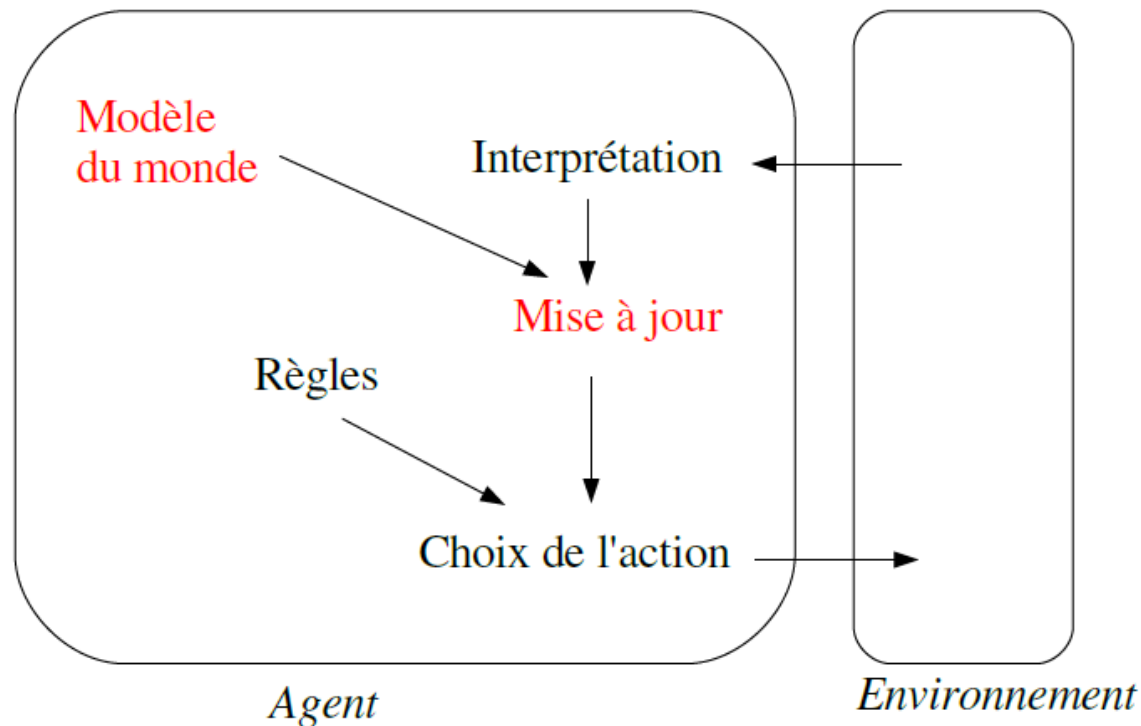 Modèle
du monde
Interprétation
Mise à jour
Règles
Choix de l'action
Agent
Environnement